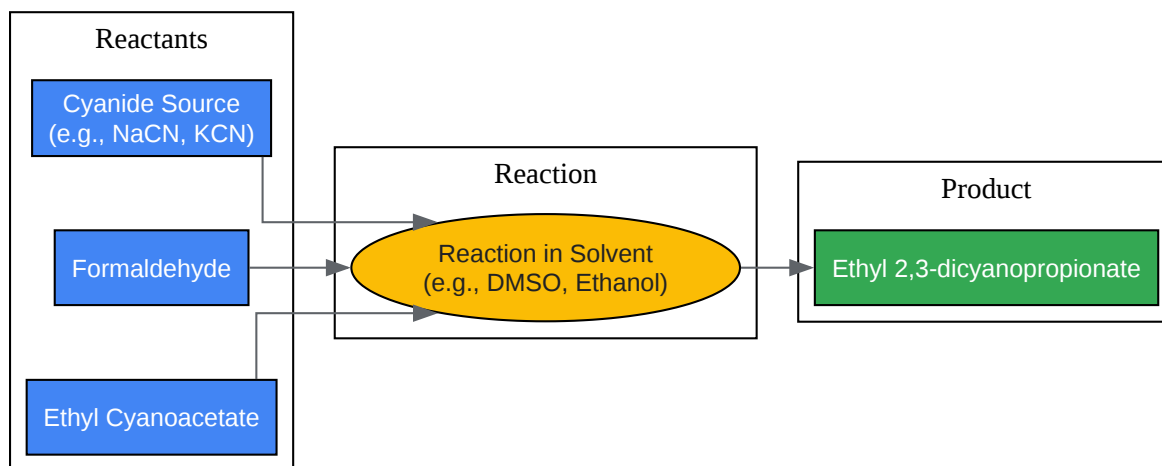 Reactants
Cyanide Source
(e.g., NaCN, KCN)
Formaldehyde
Ethyl Cyanoacetate
Reaction
Reaction in Solvent
(e.g., DMSO, Ethanol)
Product
Ethyl 2,3-dicyanopropionate